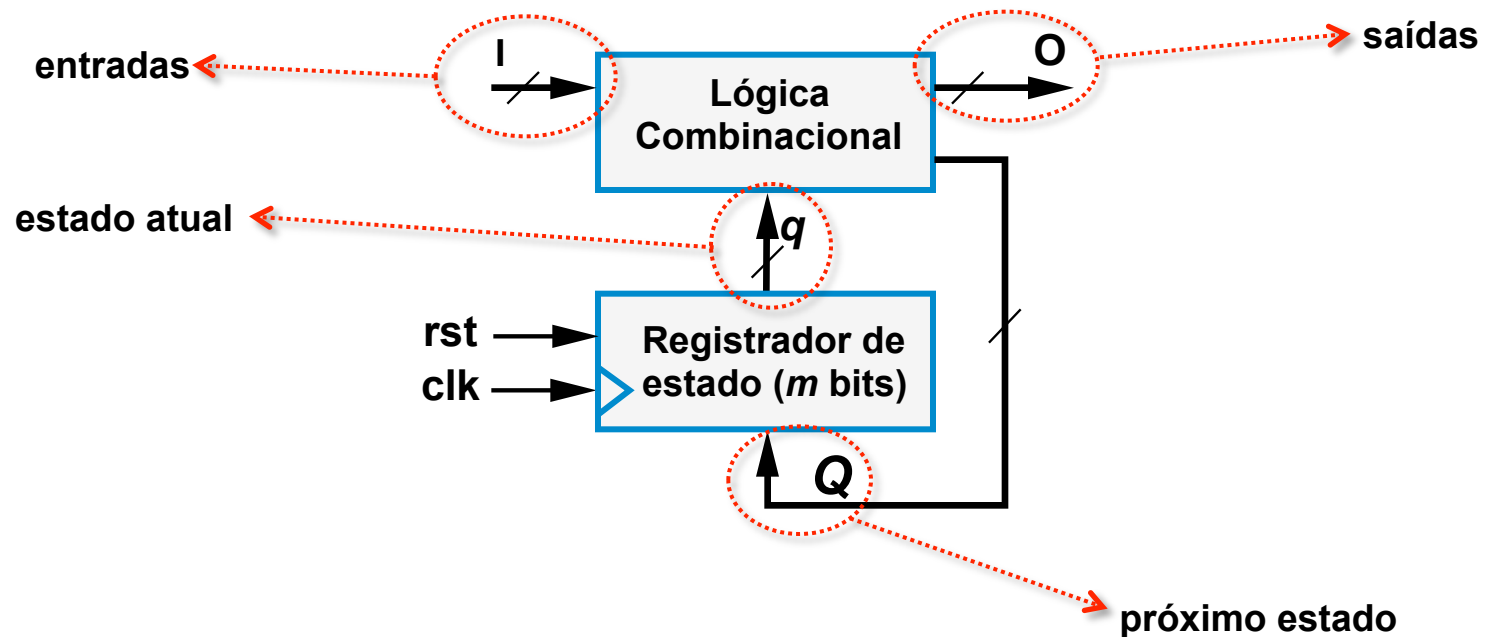 I
O
saídas
entradas
Lógica
Combinacional
estado atual
q
rst
clk
Registrador de
estado (m bits)
Q
próximo estado